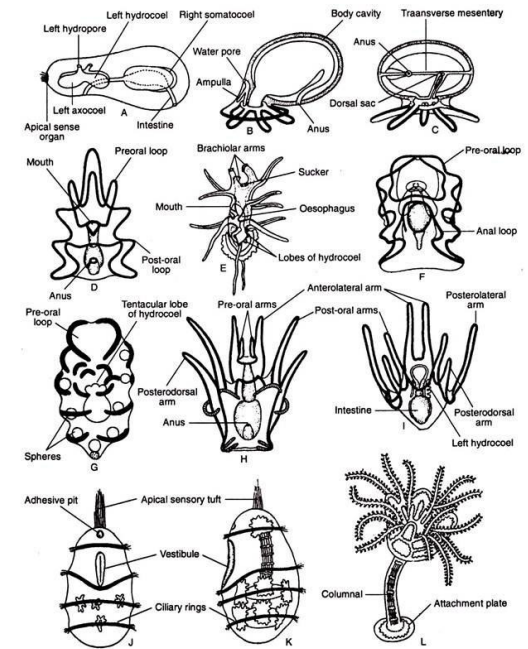 Left hydrocoel
Right somatocoel
Left hydropore
Left axocoel
Apical sense
organ
Intestine
A
Body cavity
Water pore
Ampulla
Anus
B
Traansverse mesentery
Anus
Dorsal sac
C
Mouth
Preoral loop
Post-oral
loop
Anus
D
Brachiolar arms
Sucker
Mouth
Oesophagus
Lobes of hydrocoel
E
Pre-oral loop
Anal loop
F
Pre-oral
loop
Tentacular lobe
of hydrocoel
Spheres
G
Anterolateral arm
Pre-oral arms
Post-oral arms
Posterodorsal
arm
Anus
H
Posterolateral
arm
Intestine
Posterodorsal
arm
Left hydrocoel
I
Adhesive pit
Apical sensory tuft
Vestibule
Ciliary rings
J
K
Columnal
Attachment plate
L